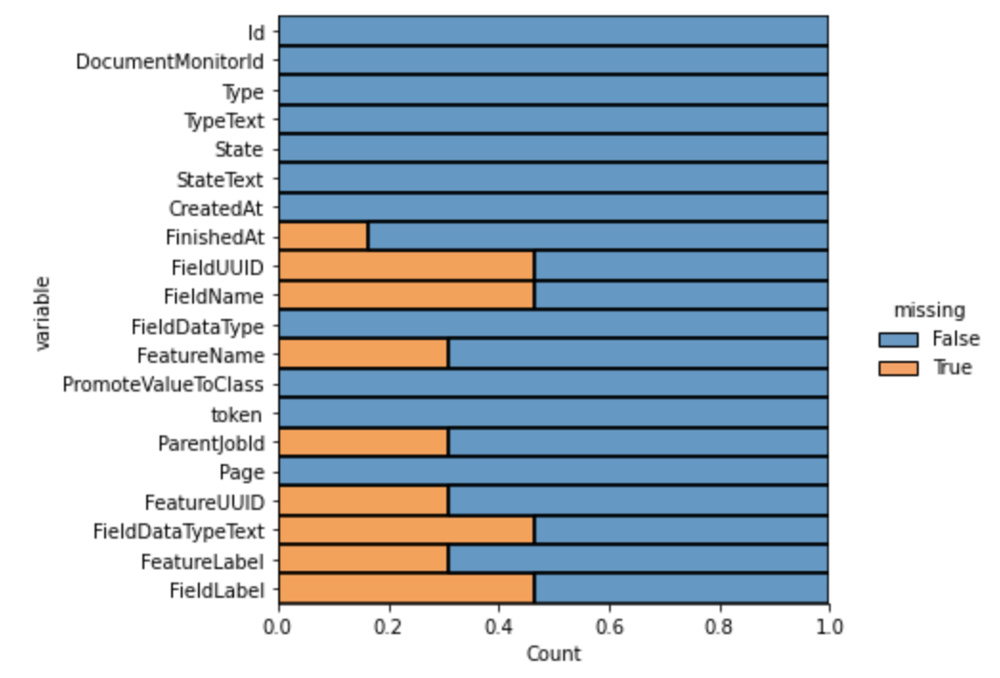 Id
DocumentMonitorId
Type
TypeText
State
StateText
CreatedAt
FinishedAt
FieldUUID
FieldName
FieldDataType
FeatureName
PromoteValueToClass
token
ParentJobId
Page
FeatureUUID
FieldDataTypeText
FeatureLabel
FieldLabel
variable
0.0 0.2 0.4 0.6 0.8 1.0
Count
missing
False
True